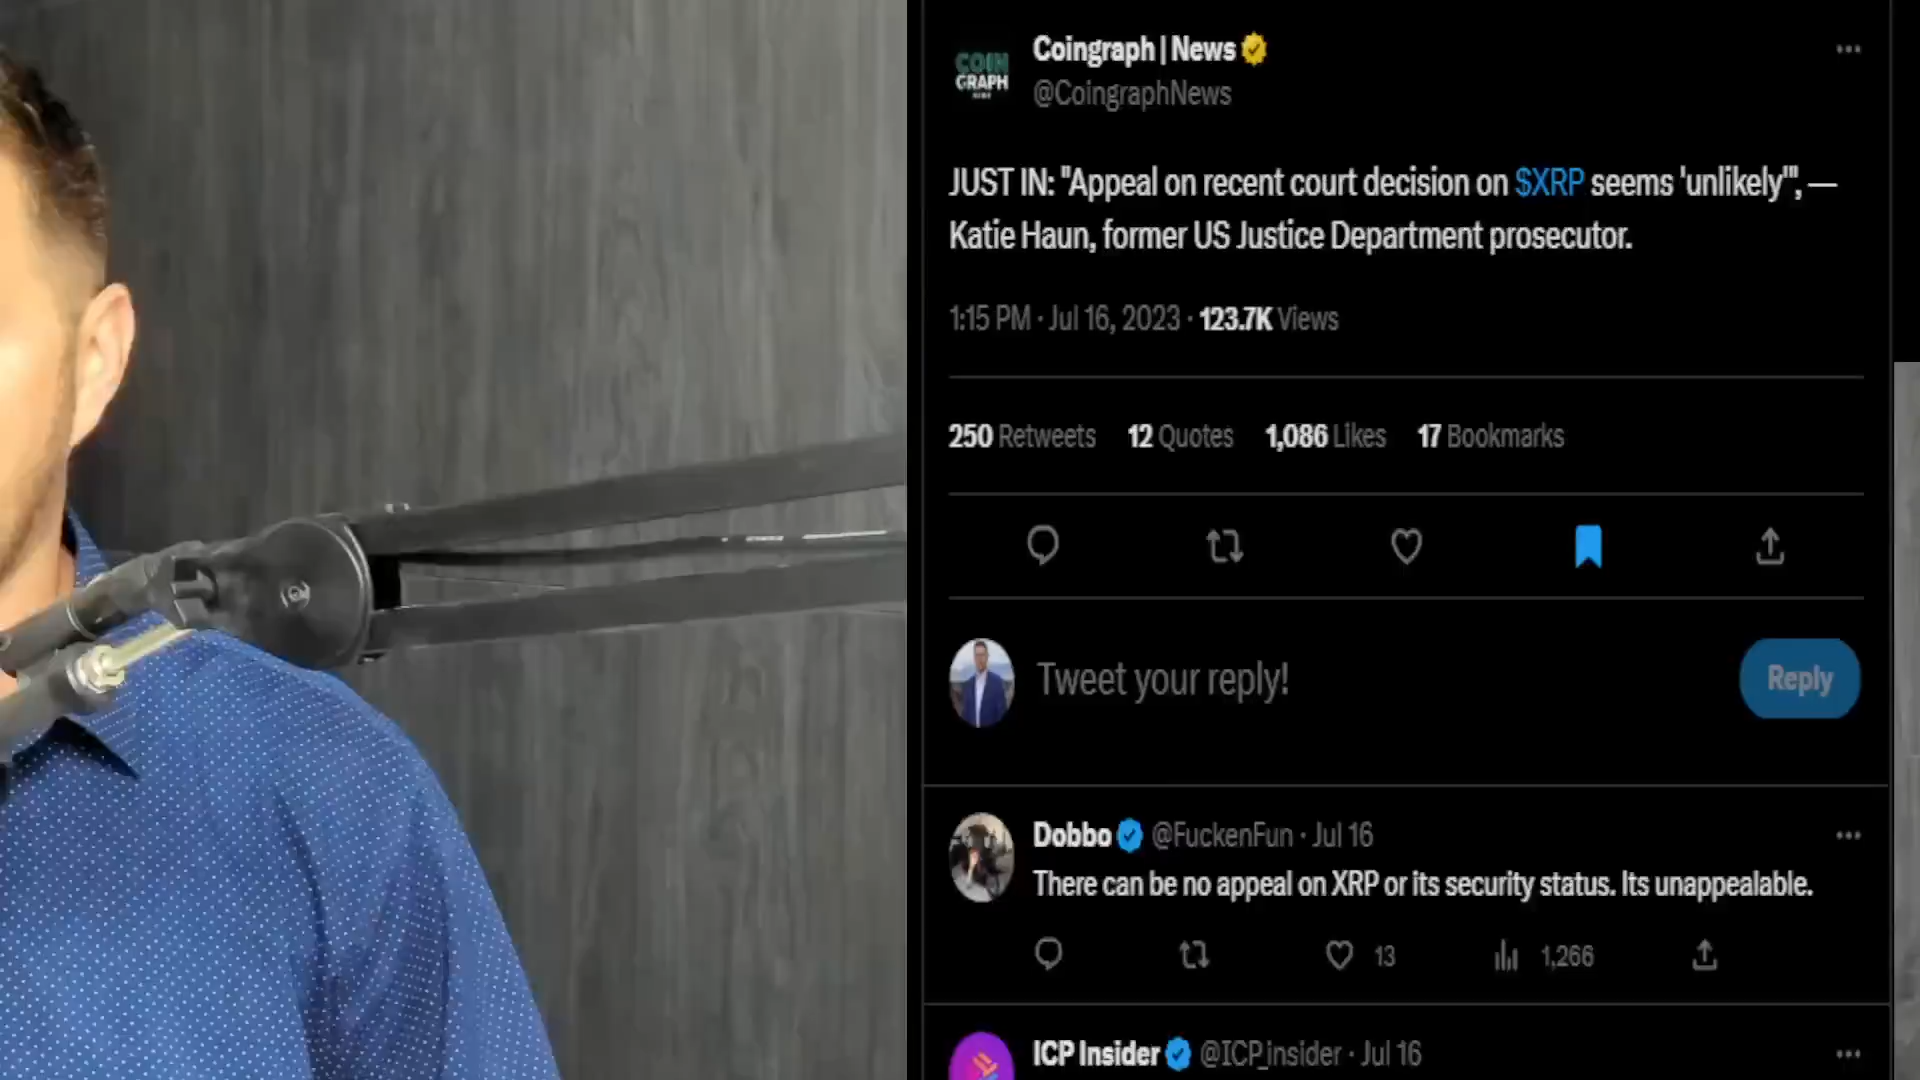 COIN
GRAPH
NEWS
Coingraph | News
@CoingraphNews
JUST IN: "Appeal on recent court decision on $XRP seems 'unlikely'", —
Katie Haun, former US Justice Department prosecutor.
1:15 PM · Jul 16, 2023 · 123.7K Views
250 Retweets 12 Quotes 1,086 Likes 17 Bookmarks
Tweet your reply!
Reply
Dobbo @FuckenFun · Jul 16
There can be no appeal on XRP or its security status. Its unappealable.
13 1,266
ICP Insider @ICP_insider · Jul 16